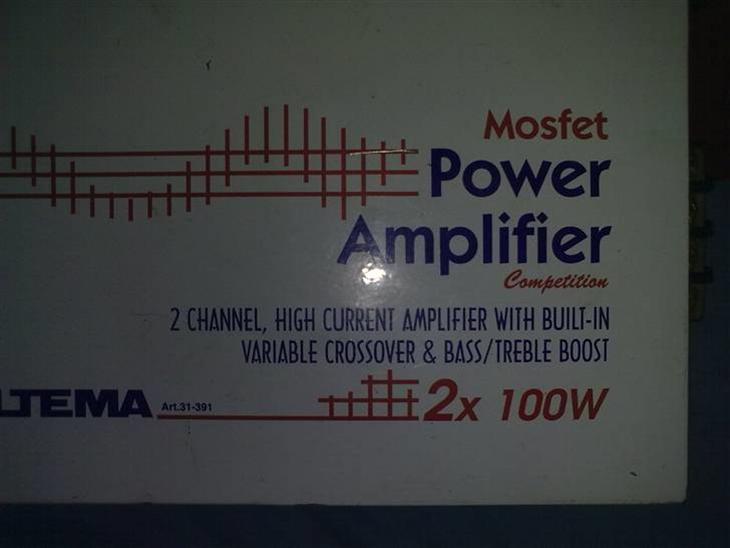 Mosfet
Power
Amplifier
Competition
2 CHANNEL, HIGH CURRENT AMPLIFIER WITH BUILT-IN
VARIABLE CROSSOVER & BASS/TREBLE BOOST
LTEMA Art.31-391 2x 100W